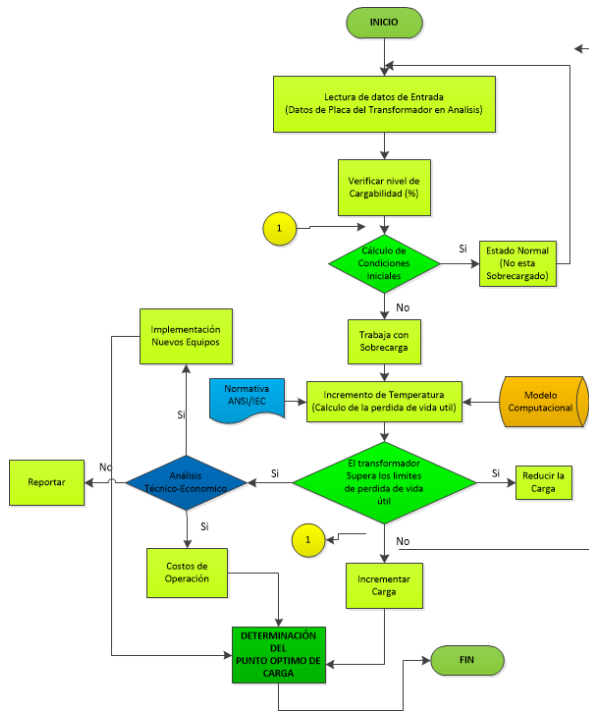 INICIO
Lectura de datos de Entrada
(Datos de Placa del Transformador en Analisis)
Verificar nivel de
Cargabilidad (%)
1
Cálculo de
Condiciones
iniciales
Si
Estado Normal
(No esta
Sobrecargado)
No
Implementación
Nuevos Equipos
Trabaja con
Sobrecarga
Normativa
ANSI/IEC
Incremento de Temperatura
(Calculo de la perdida de vida util)
Modelo
Computacional
Si
El transformador
Supera los limites
de perdida de vida
útil
Si
Reducir la
Carga
Si
Análisis
Técnico-Economico
No
Reportar
Si
1
No
Costos de
Operación
Incrementar
Carga
DETERMINACIÓN
DEL
PUNTO OPTIMO DE
CARGA
FIN